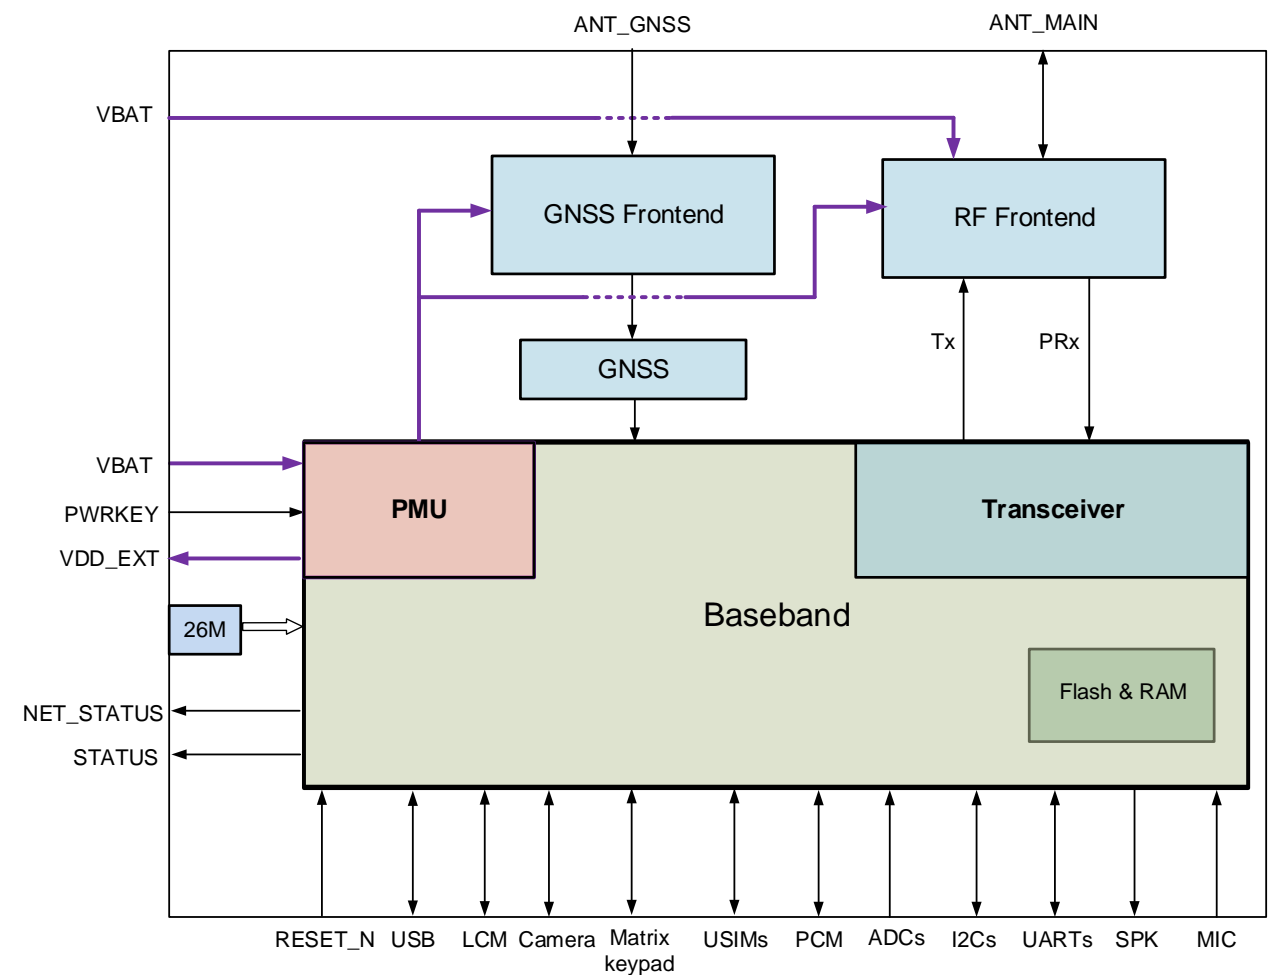 ANT_GNSS
ANT_MAIN
VBAT
GNSS Frontend
RF Frontend
Tx
PRx
GNSS
VBAT
PMU
Transceiver
PWRKEY
VDD_EXT
26M
Baseband
Flash & RAM
NET_STATUS
STATUS
RESET_N
USB
LCM
Camera
Matrix
keypad
USIMs
PCM
ADCs
I2Cs
UARTs
SPK
MIC